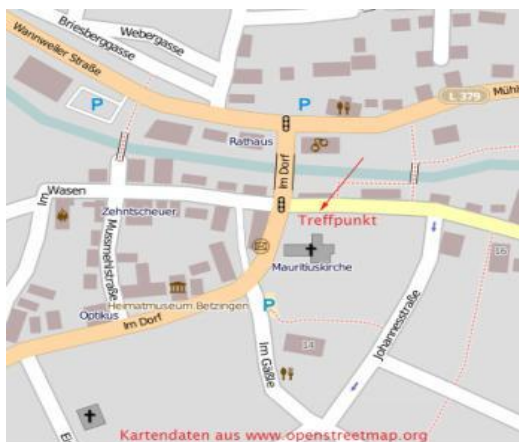 Briesberggasse
Webergasse
Wannweiler Straße
P
P
L 379
Mühl
Rathaus
Im Dorf
Im Wasen
Zehntscheuer
Treffpunkt
Mussmehlstraße
Mauritiuskirche
16
Heimatmuseum Betzingen
P
Optikus
Im Dorf
Johannesstraße
Im Gäßle
14
Kartendaten aus www.openstreetmap.org